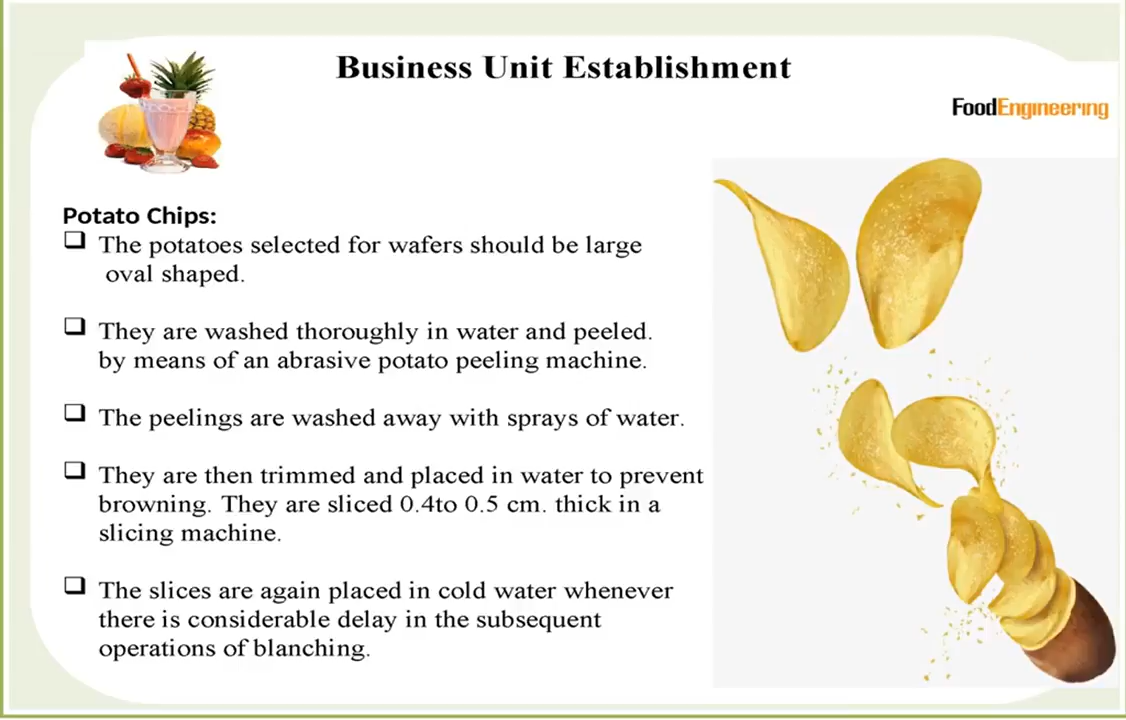 Business Unit Establishment
FoodEngineering
Potato Chips:
❑ The potatoes selected for wafers should be large
oval shaped.
❑ They are washed thoroughly in water and peeled.
by means of an abrasive potato peeling machine.
❑ The peelings are washed away with sprays of water.
❑ They are then trimmed and placed in water to prevent
browning. They are sliced 0.4to 0.5 cm. thick in a
slicing machine.
❑ The slices are again placed in cold water whenever
there is considerable delay in the subsequent
operations of blanching.